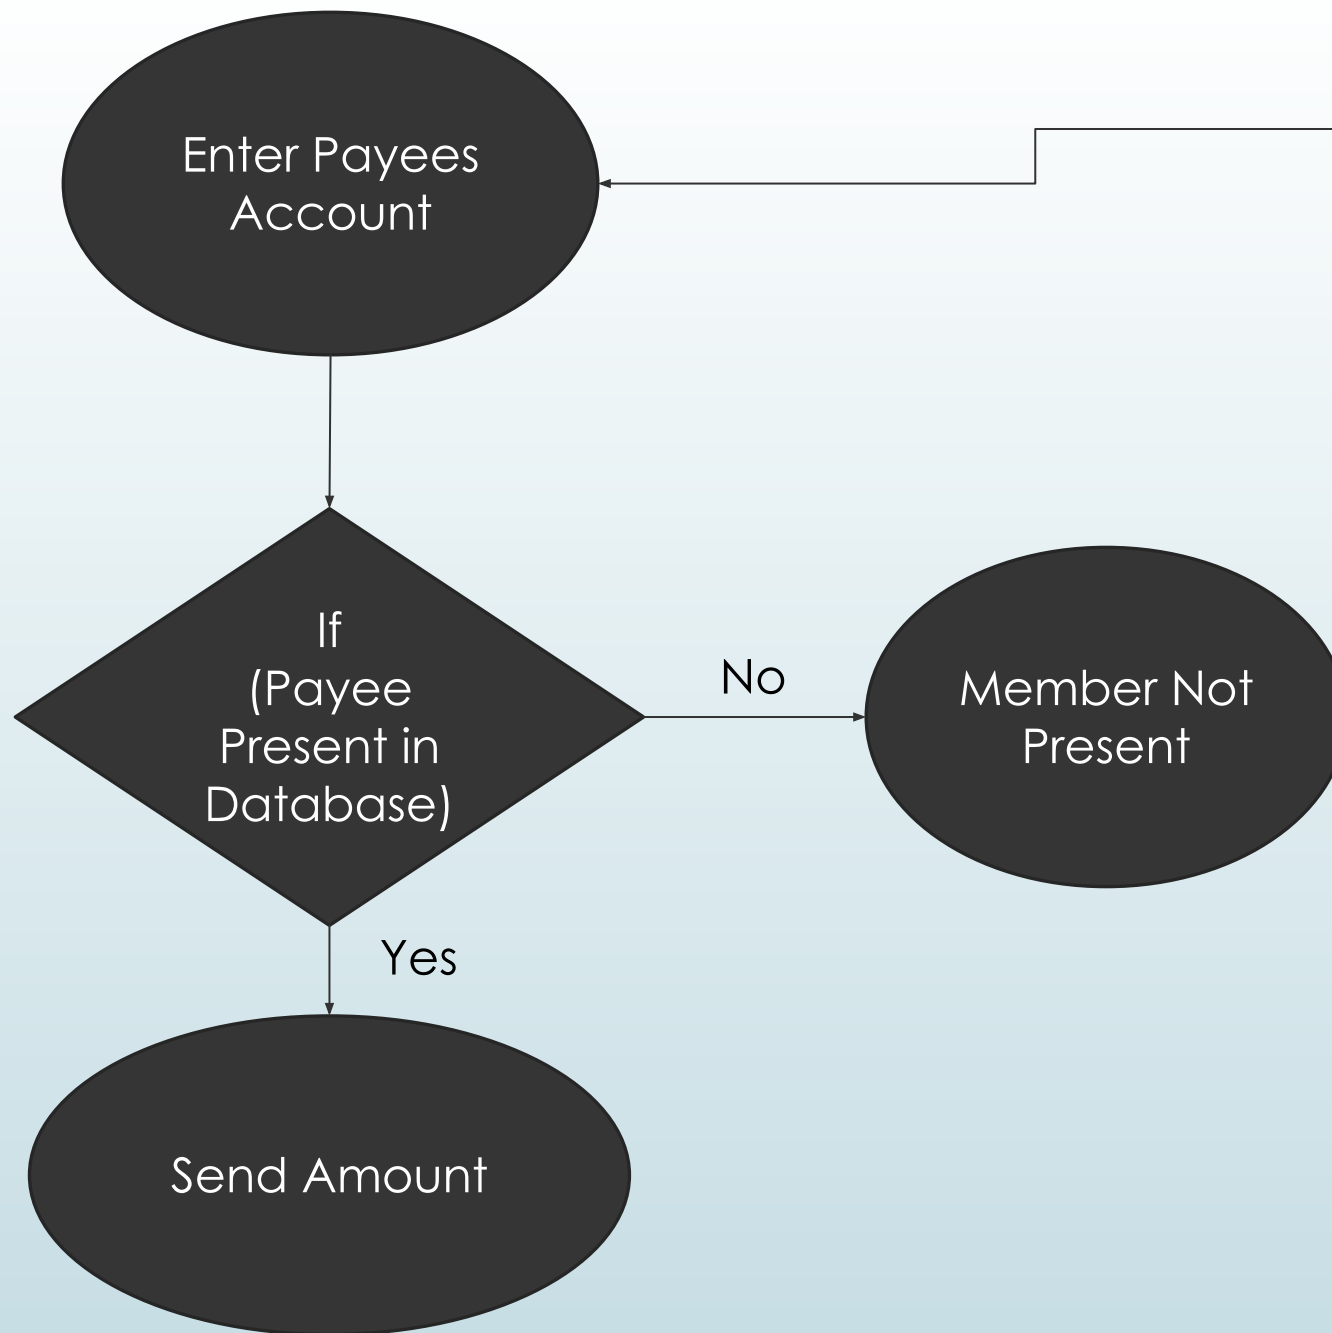 Enter Payees
Account
If
(Payee
Present in
Database)
No
Member Not
Present
Yes
Send Amount